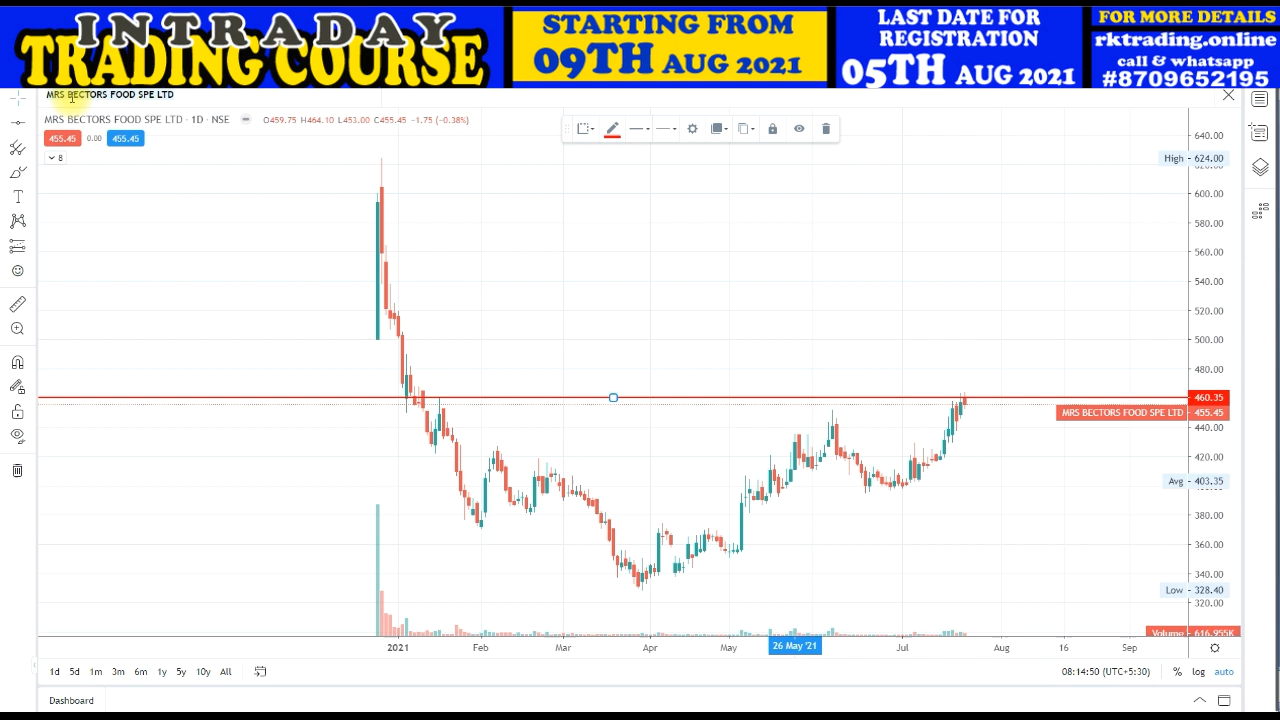 INTRADAY
TRADING COURSE
STARTING FROM
09TH AUG 2021
LAST DATE FOR
REGISTRATION
05TH AUG 2021
FOR MORE DETAILS
rktrading.online
call & whatsapp
#8709652195
MRS BECTORS FOOD SPE LTD
MRS BECTORS FOOD SPE LTD · 1D · NSE
O459.75 H464.10 L453.00 C455.45 -1.75 (-0.38%)
455.45 0.00 455.45
8
640.00
High - 624.00
600.00
580.00
560.00
540.00
520.00
500.00
480.00
460.35
MRS BECTORS FOOD SPE LTD - 455.45
440.00
420.00
Avg - 403.35
380.00
360.00
340.00
Low - 328.40
320.00
Volume - 616.955K
2021 Feb Mar Apr May 26 May '21 Jul Aug 16 Sep
1d 5d 1m 3m 6m 1y 5y 10y All
08:14:50 (UTC+5:30) % log auto
Dashboard